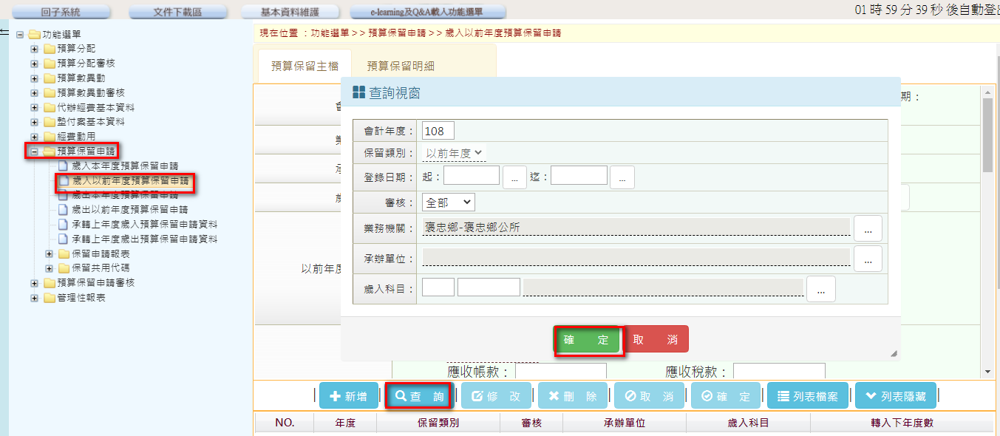 回子系統 文件下載區 基本資料維護 e-learning及Q&A載入功能選單 01 時 59 分 39 秒 後自動登
功能選單
預算分配
預算分配審核
預算數異動
預算數異動審核
代辦經費基本資料
墊付案基本資料
經費動用
預算保留申請
歲入本年度預算保留申請
歲入以前年度預算保留申請
歲出本年度預算保留申請
歲出以前年度預算保留申請
承轉上年度歲入預算保留申請資料
承轉上年度歲出預算保留申請資料
保留申請報表
保留共用代碼
預算保留申請審核
管理性報表
現在位置 ：功能選單>>預算保留申請>>歲入以前年度預算保留申請
預算保留主檔 預算保留明細
期：
以前年
查詢視窗
會計年度： 108
保留類別： 以前年度
登錄日期： 起： ... 迄： ...
審核： 全部
業務機關： 褒忠鄉-褒忠鄉公所 ...
承辦單位： ...
歲入科目： ...
確 定 取 消
應收帳款： 應收稅款：
新增 查 詢 修 改 刪 除 取 消 確 定 列表檔案 列表隱藏
NO. 年度 保留類別 審核 承辦單位 歲入科目 轉入下年度數